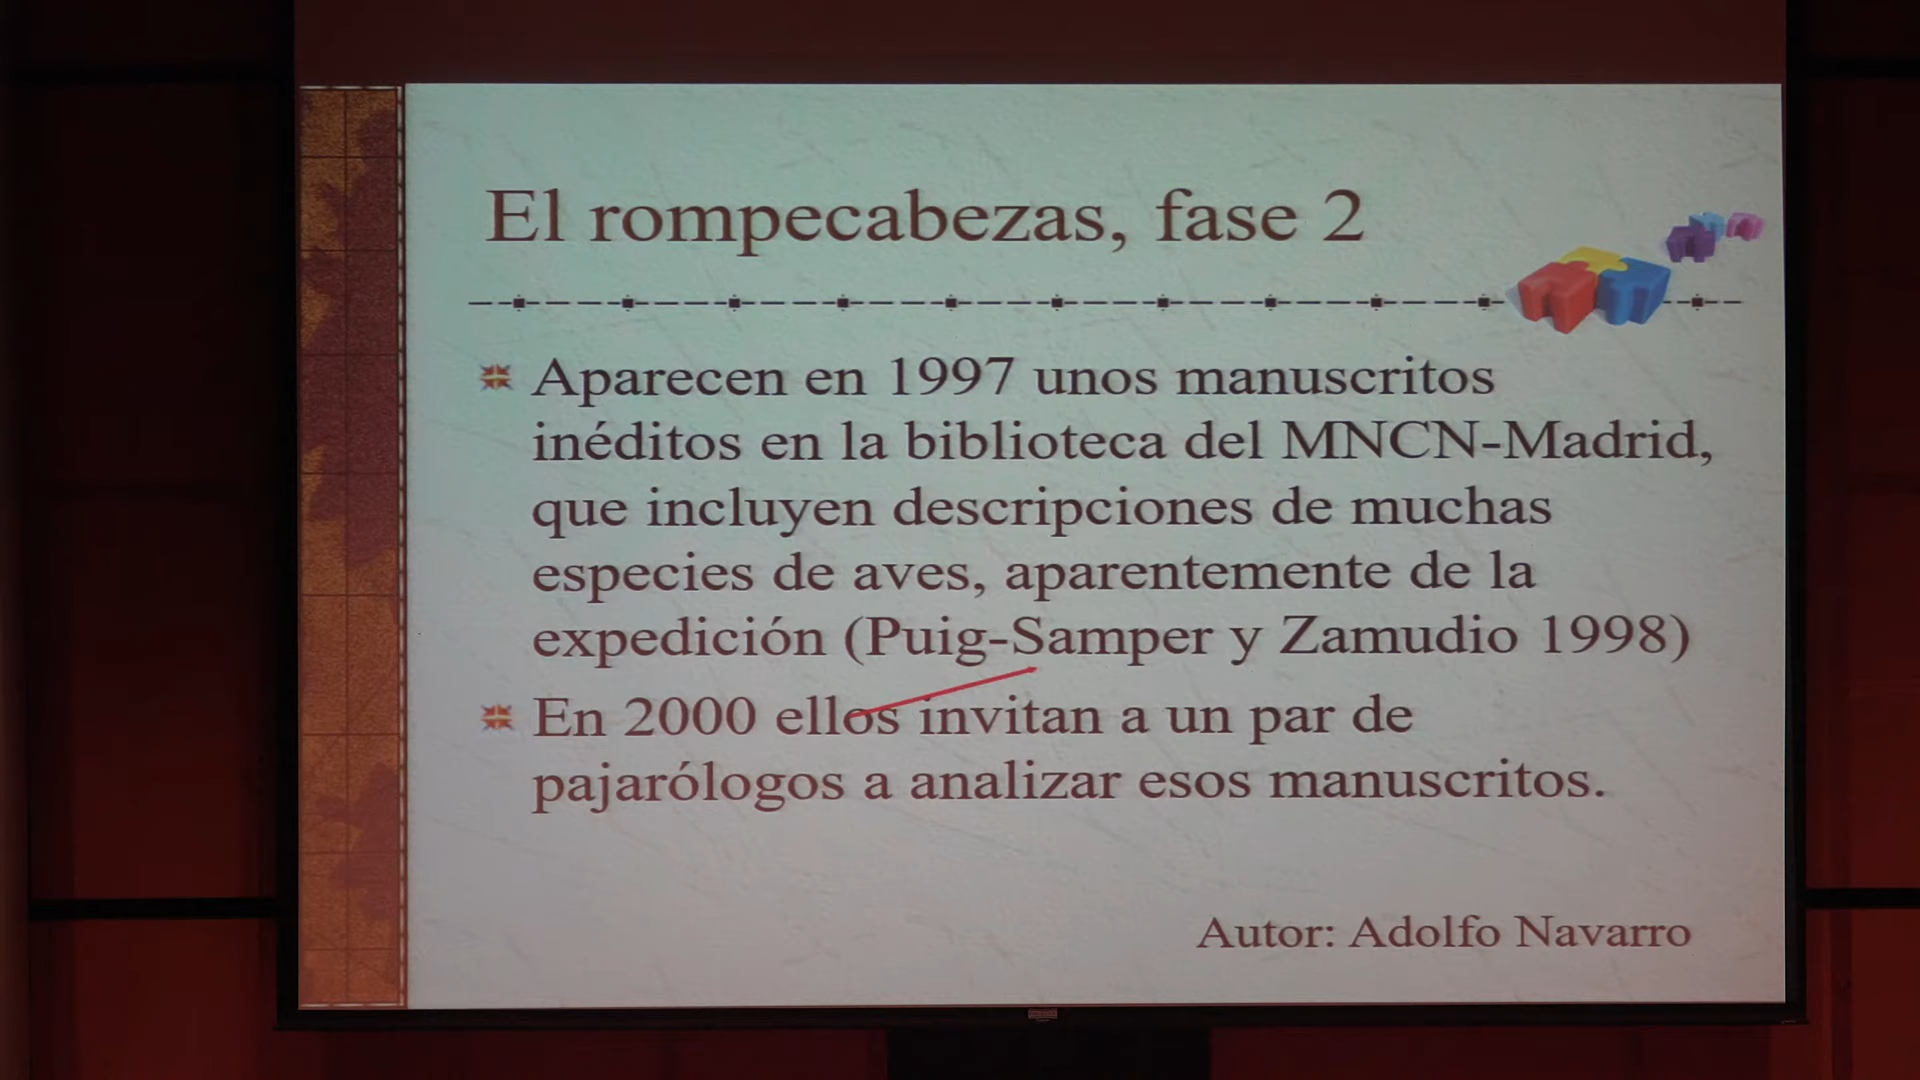 El rompecabezas, fase 2
Aparecen en 1997 unos manuscritos
inéditos en la biblioteca del MNCN-Madrid,
que incluyen descripciones de muchas
especies de aves, aparentemente de la
expedición (Puig-Samper y Zamudio 1998)
En 2000 ellos invitan a un par de
pajarólogos a analizar esos manuscritos.
Autor: Adolfo Navarro